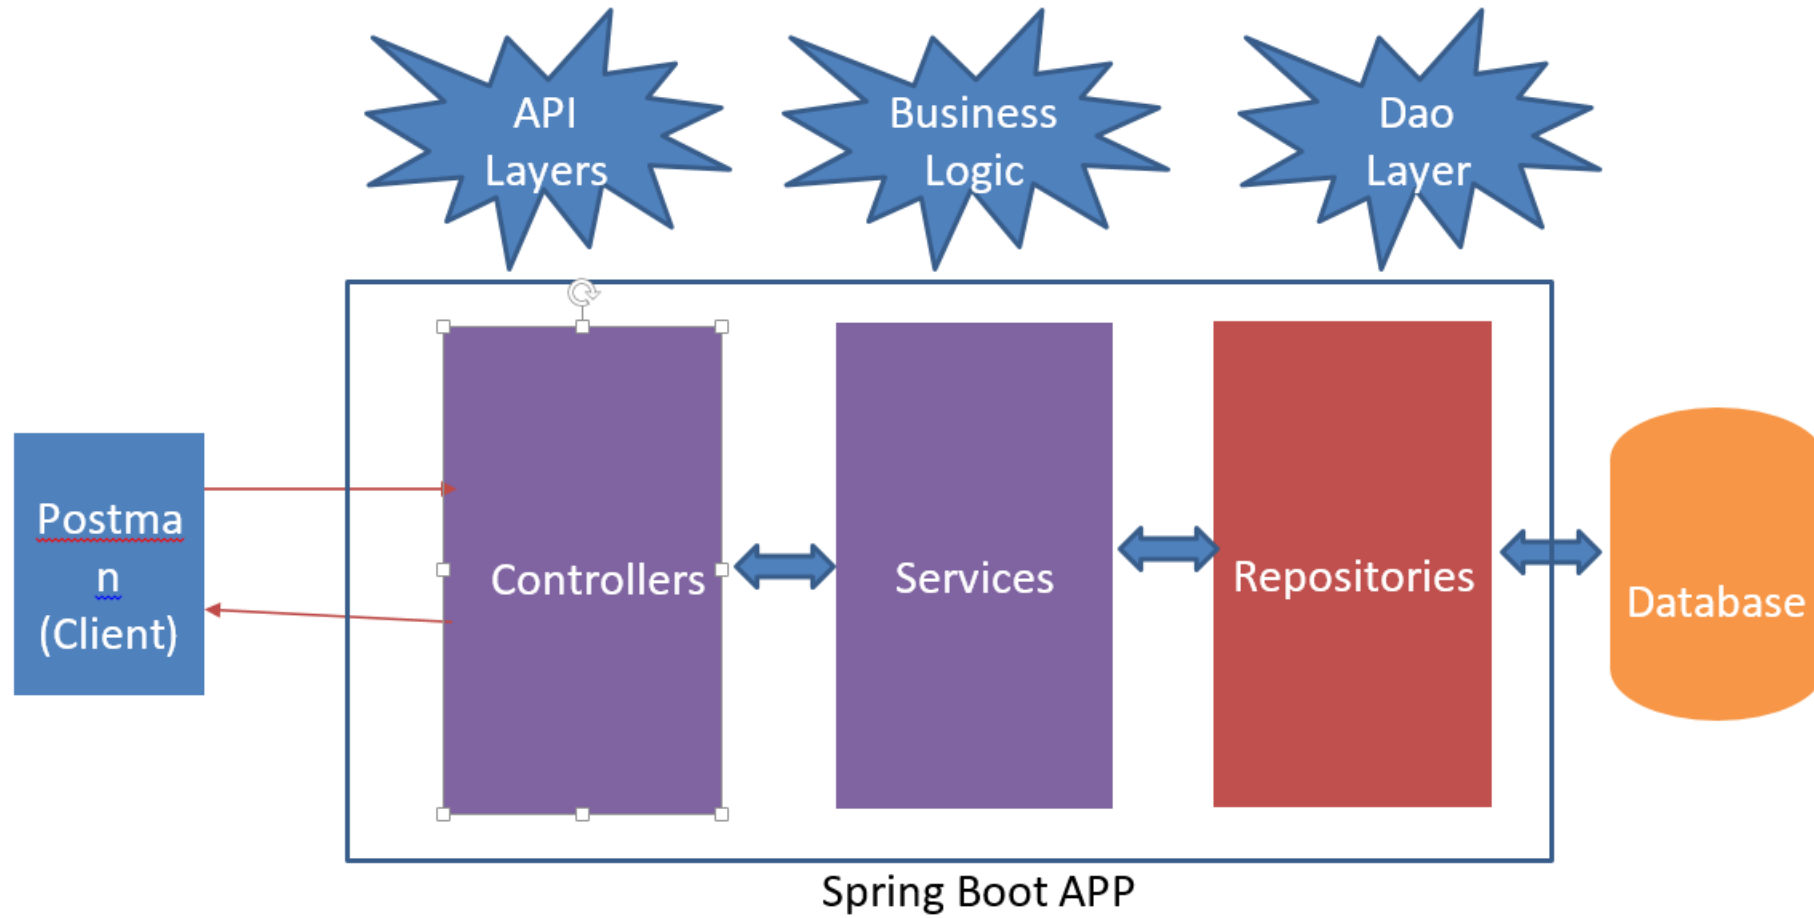 API
Layers
Business
Logic
Dao
Layer
Postma
n
(Client)
Controllers
Services
Repositories
Database
Spring Boot APP